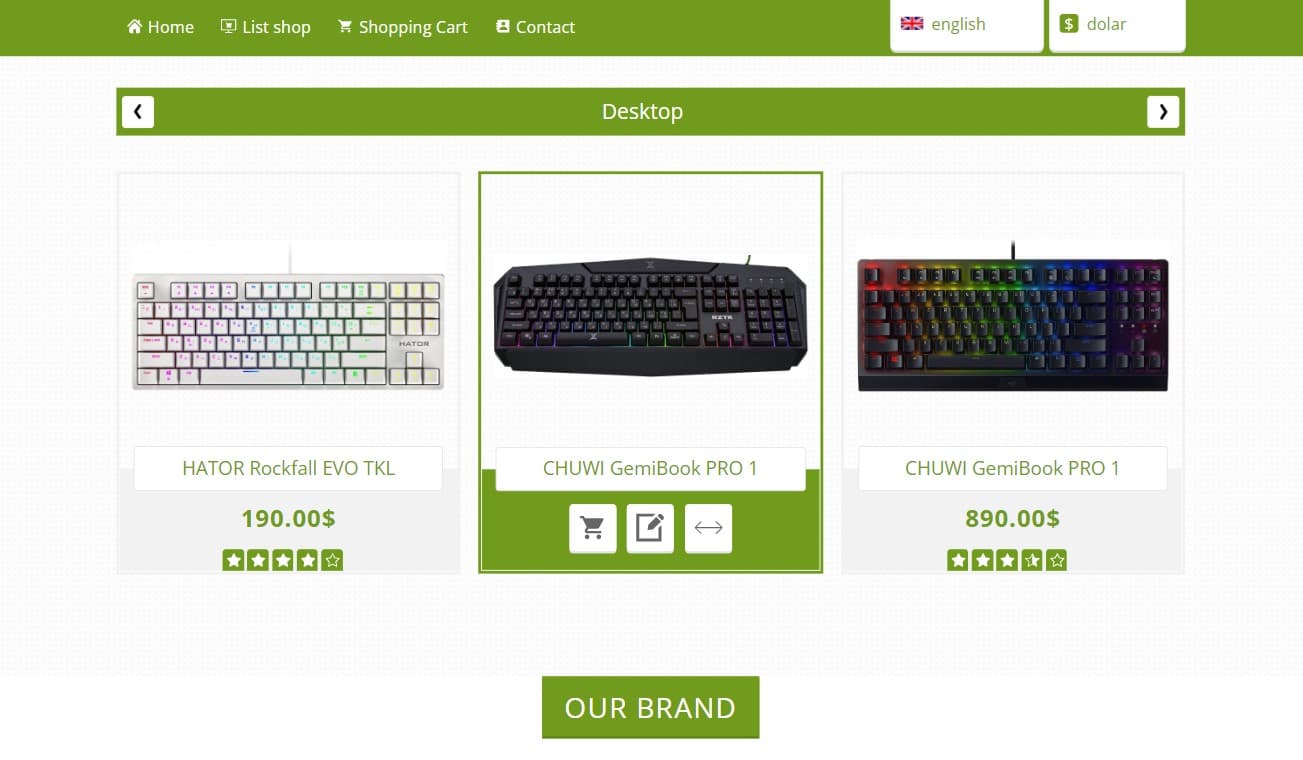 Home List shop Shopping Cart Contact english $ dolar
Desktop
HATOR
NZTK
HATOR Rockfall EVO TKL
CHUWI GemiBook PRO 1
CHUWI GemiBook PRO 1
190.00$
890.00$
OUR BRAND